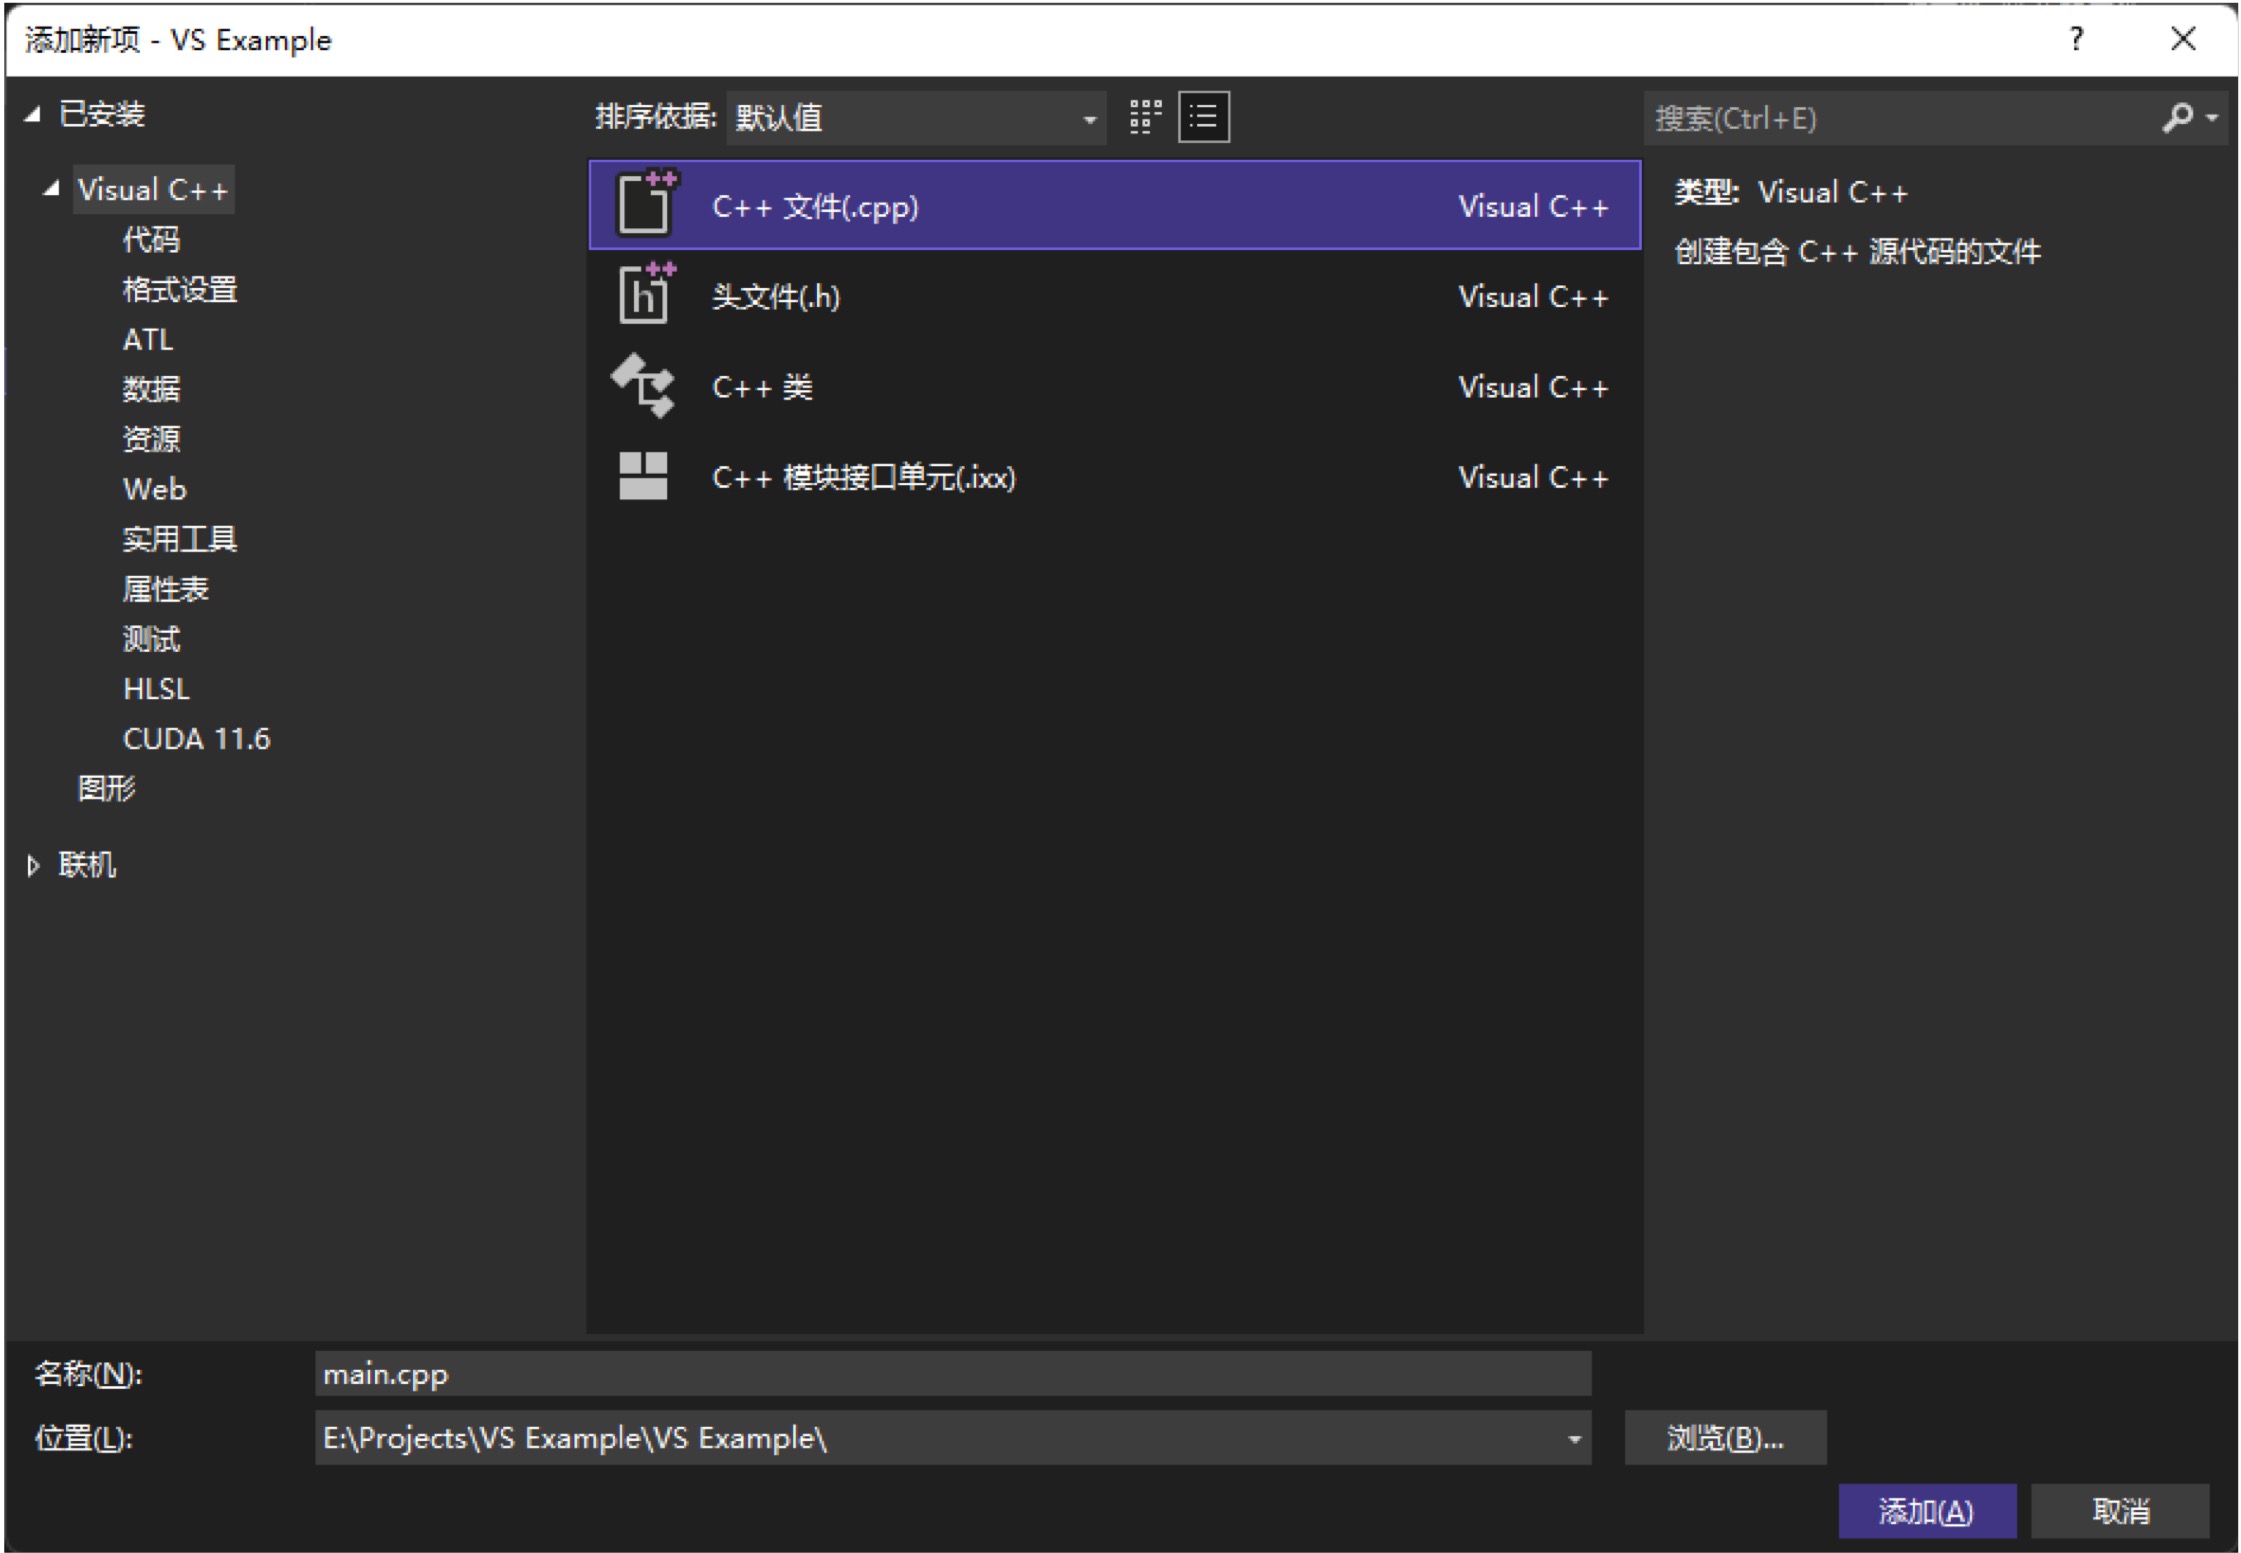 添加新项 - VS Example
?
已安装
Visual C++
代码
格式设置
ATL
数据
资源
Web
实用工具
属性表
测试
HLSL
CUDA 11.6
图形
联机
排序依据: 默认值
C++ 文件(.cpp) Visual C++
头文件(.h) Visual C++
C++ 类 Visual C++
C++ 模块接口单元(.ixx) Visual C++
搜索(Ctrl+E)
类型: Visual C++
创建包含 C++ 源代码的文件
名称(N): main.cpp
位置(L): E:\Projects\VS Example\VS Example\ 浏览(B)...
添加(A) 取消